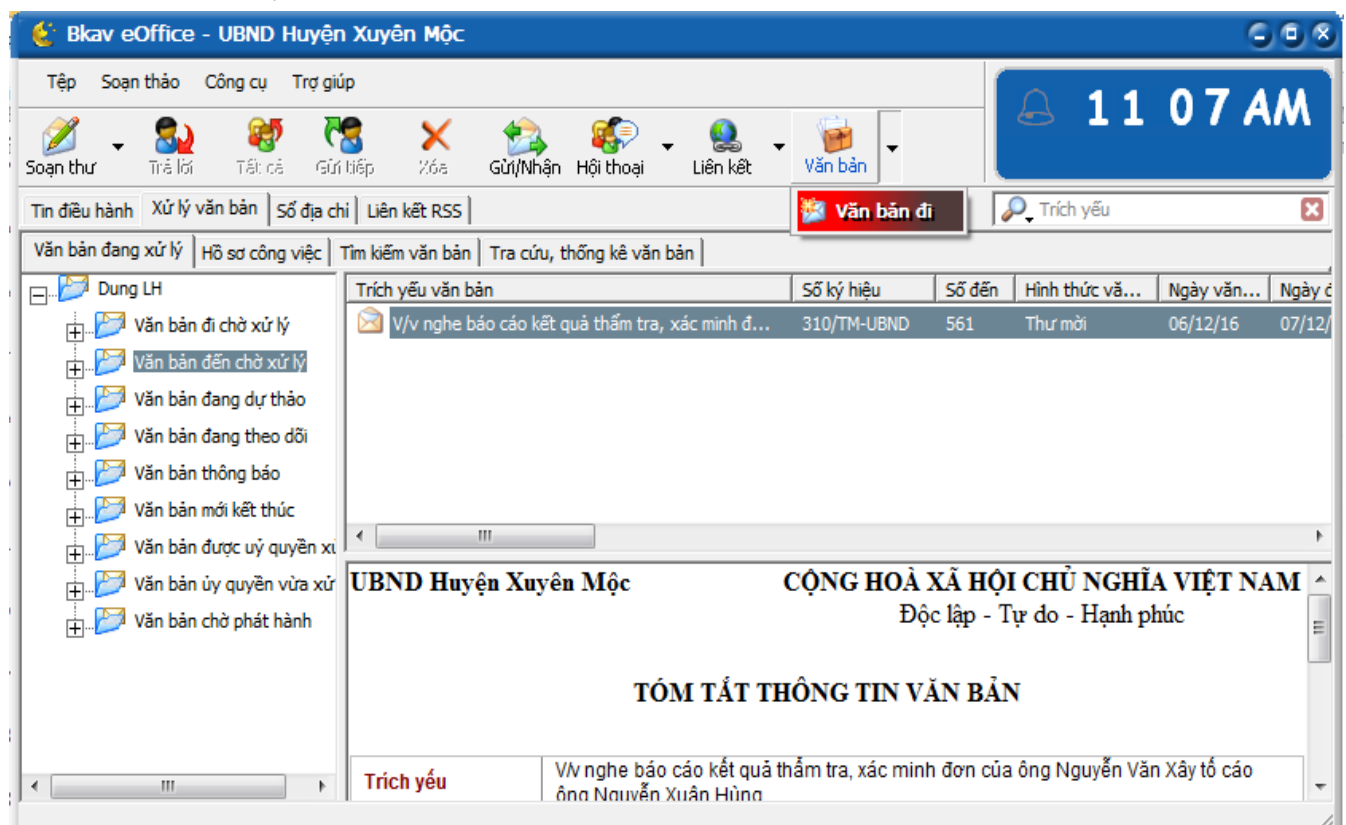 Bkav eOffice - UBND Huyện Xuyên Mộc
Tệp Soạn thảo Công cụ Trợ giúp
11 07 AM
Soạn thư Trả lời Tất cả Gửi tiếp Xóa Gửi/Nhận Hội thoại Liên kết Văn bản
Tin điều hành Xử lý văn bản Sổ địa chỉ Liên kết RSS
Văn bản đi
Trích yếu
Văn bản đang xử lý Hồ sơ công việc Tìm kiếm văn bản Tra cứu, thống kê văn bản
Dung LH
Văn bản đi chờ xử lý
Văn bản đến chờ xử lý
Văn bản đang dự thảo
Văn bản đang theo dõi
Văn bản thông báo
Văn bản mới kết thúc
Văn bản được uỷ quyền xử
Văn bản ủy quyền vừa xử
Văn bản chờ phát hành
Trích yếu văn bản Số ký hiệu Số đến Hình thức vă... Ngày văn... Ngày đ
V/v nghe báo cáo kết quả thẩm tra, xác minh đ... 310/TM-UBND 561 Thư mời 06/12/16 07/12/
UBND Huyện Xuyên Mộc CỘNG HOÀ XÃ HỘI CHỦ NGHĨA VIỆT NAM
Độc lập - Tự do - Hạnh phúc
TÓM TẮT THÔNG TIN VĂN BẢN
Trích yếu V/v nghe báo cáo kết quả thẩm tra, xác minh đơn của ông Nguyễn Văn Xây tố cáo
ông Nguyễn Xuân Hùng